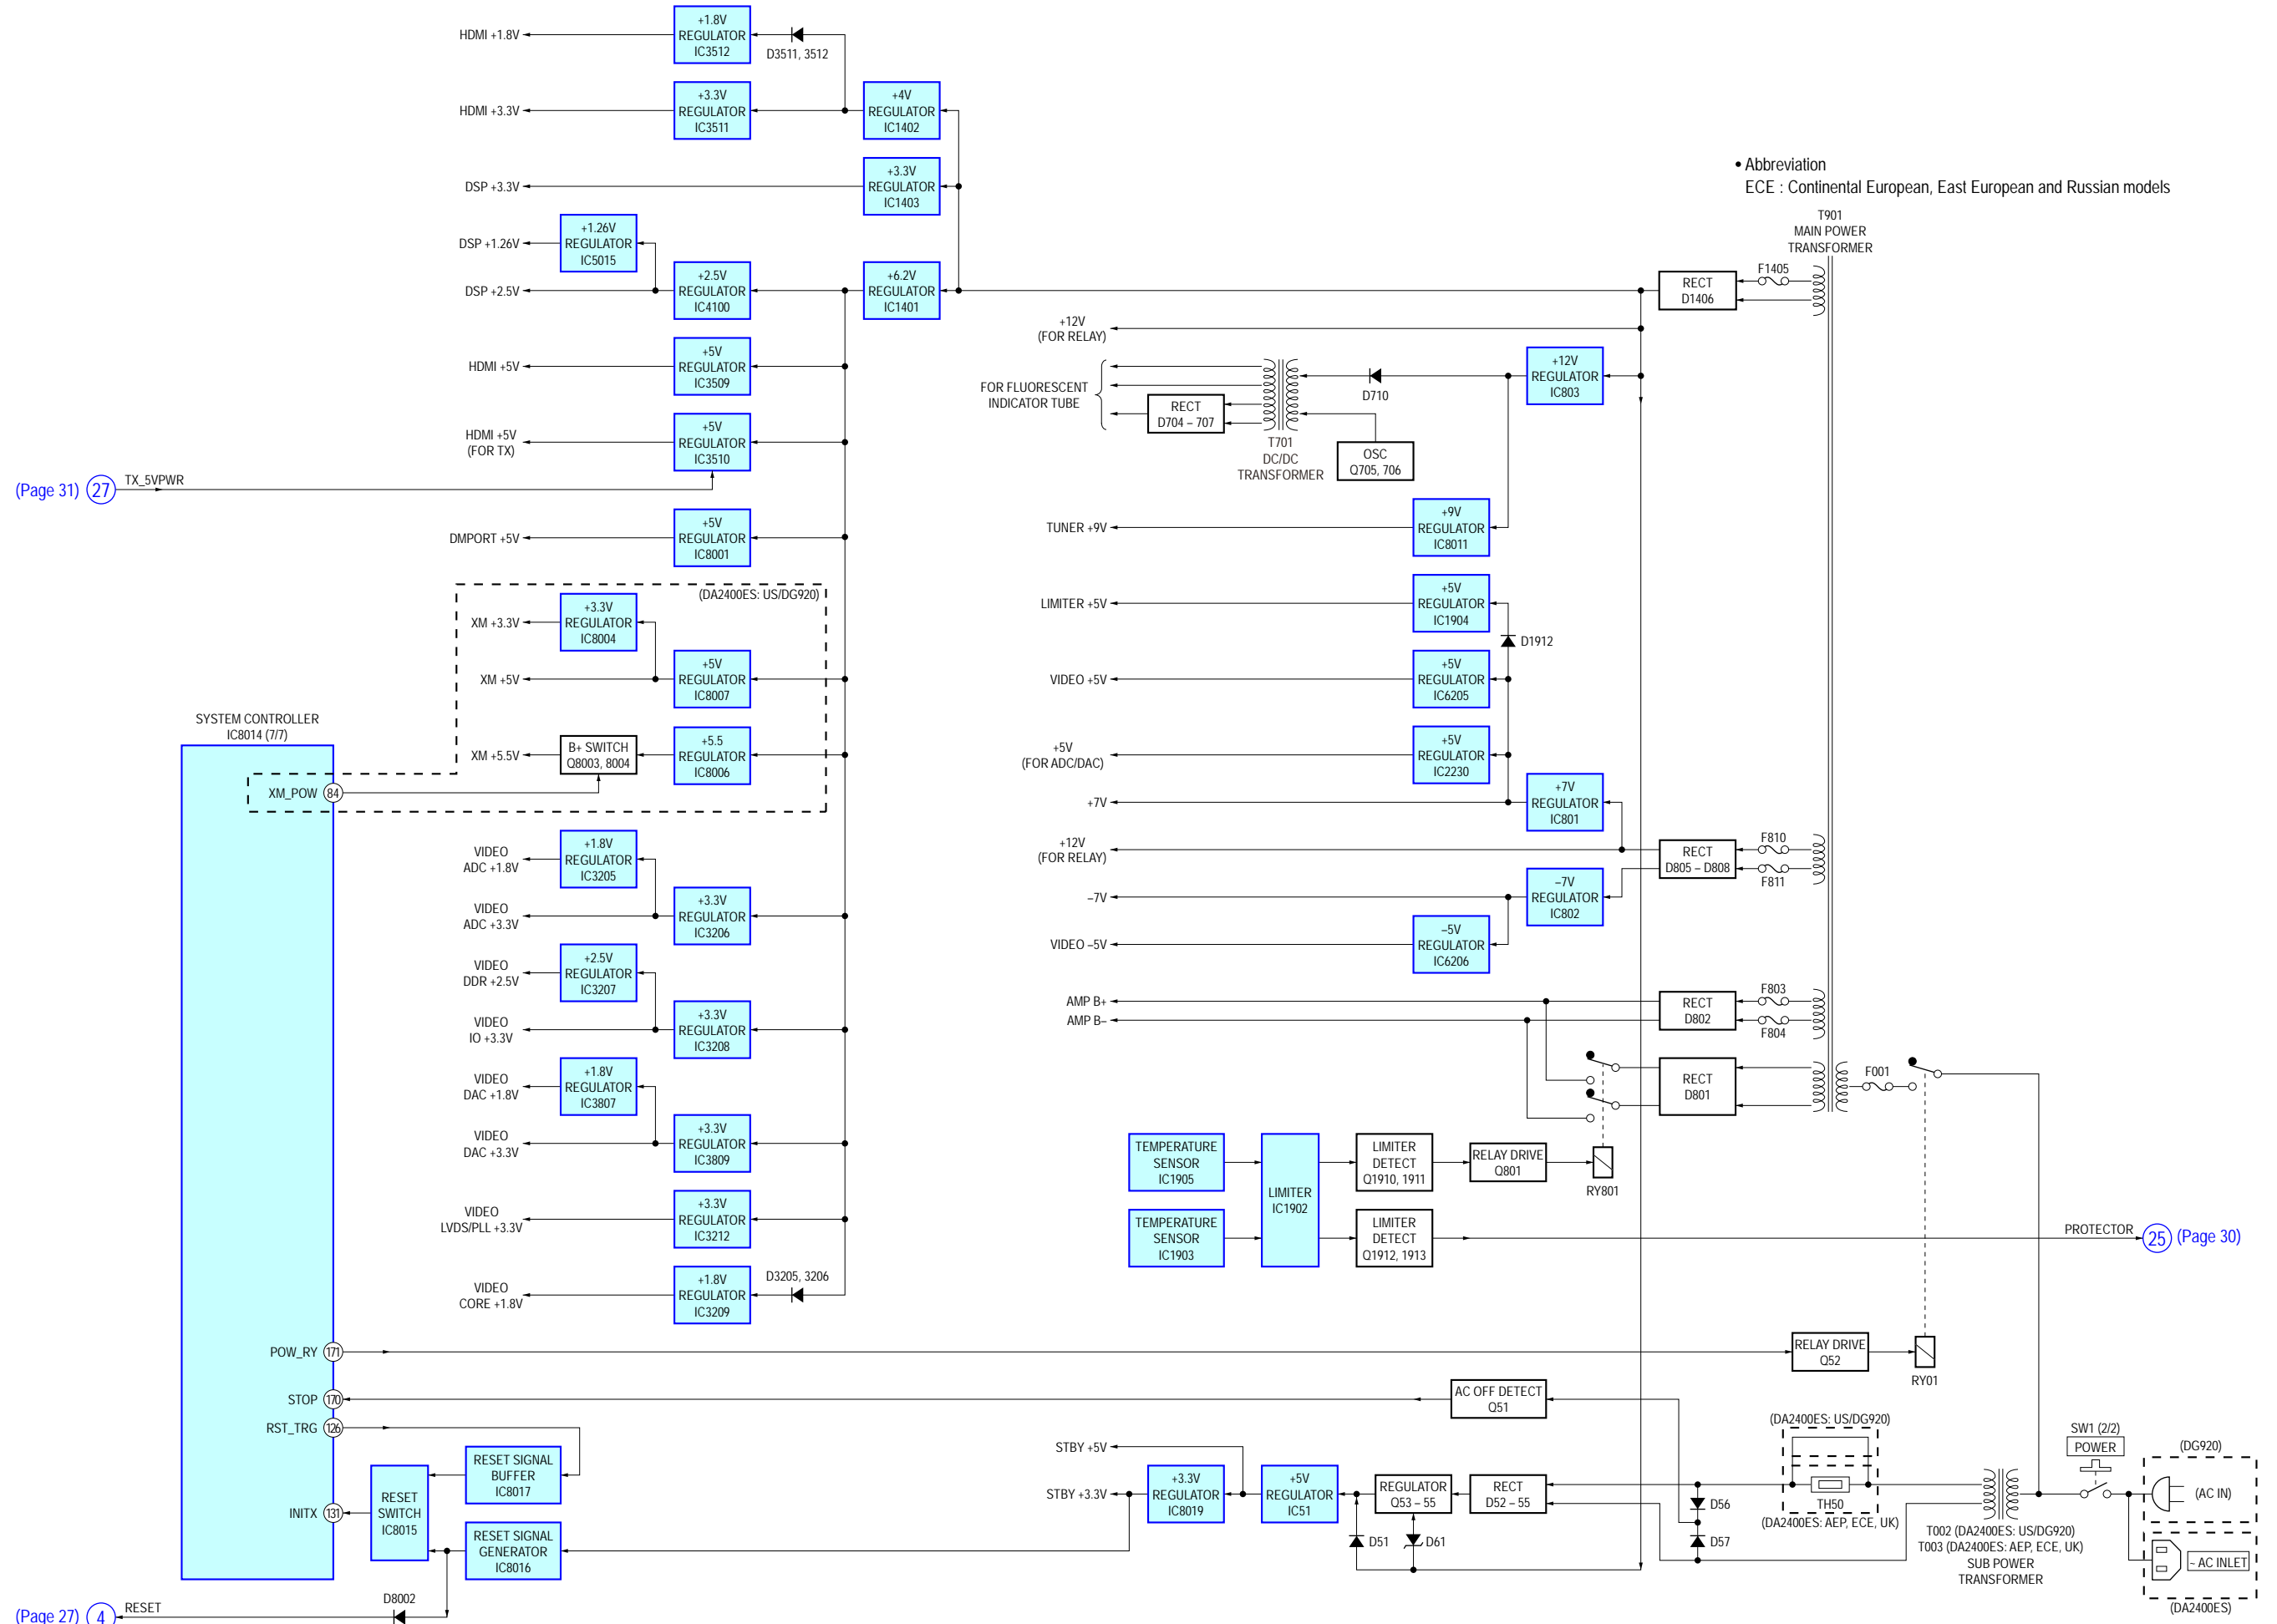 +1.8V
REGULATOR
IC3512
HDMI +1.8V
D3511, 3512
+3.3V
REGULATOR
IC3511
HDMI +3.3V
+4V
REGULATOR
IC1402
+3.3V
REGULATOR
IC1403
DSP +3.3V
+1.26V
REGULATOR
IC5015
DSP +1.26V
+2.5V
REGULATOR
IC4100
DSP +2.5V
+6.2V
REGULATOR
IC1401
+5V
REGULATOR
IC3509
HDMI +5V
+5V
REGULATOR
IC3510
HDMI +5V
(FOR TX)
(Page 31)
27
TX_5VPWR
+5V
REGULATOR
IC8001
DMPORT +5V
(DA2400ES: US/DG920)
+3.3V
REGULATOR
IC8004
XM +3.3V
+5V
REGULATOR
IC8007
XM +5V
+5.5
REGULATOR
IC8006
B+ SWITCH
Q8003, 8004
XM +5.5V
SYSTEM CONTROLLER
IC8014 (7/7)
XM_POW
84
VIDEO
ADC +1.8V
+1.8V
REGULATOR
IC3205
VIDEO
ADC +3.3V
+3.3V
REGULATOR
IC3206
VIDEO
DDR +2.5V
+2.5V
REGULATOR
IC3207
VIDEO
IO +3.3V
+3.3V
REGULATOR
IC3208
VIDEO
DAC +1.8V
+1.8V
REGULATOR
IC3807
VIDEO
DAC +3.3V
+3.3V
REGULATOR
IC3809
VIDEO
LVDS/PLL +3.3V
+3.3V
REGULATOR
IC3212
VIDEO
CORE +1.8V
+1.8V
REGULATOR
IC3209
D3205, 3206
POW_RY
171
STOP
170
RST_TRG
126
INITX
131
RESET
SWITCH
IC8015
RESET SIGNAL
BUFFER
IC8017
RESET SIGNAL
GENERATOR
IC8016
D8002
(Page 27)
4
RESET
• Abbreviation
ECE : Continental European, East European and Russian models
T901
MAIN POWER
TRANSFORMER
F1405
RECT
D1406
+12V
(FOR RELAY)
+12V
REGULATOR
IC803
D710
FOR FLUORESCENT
INDICATOR TUBE
RECT
D704 – 707
T701
DC/DC
TRANSFORMER
OSC
Q705, 706
+9V
REGULATOR
IC8011
TUNER +9V
+5V
REGULATOR
IC1904
LIMITER +5V
D1912
+5V
REGULATOR
IC6205
VIDEO +5V
+5V
REGULATOR
IC2230
+5V
(FOR ADC/DAC)
+7V
REGULATOR
IC801
+7V
+12V
(FOR RELAY)
F810
RECT
D805 – D808
F811
–7V
REGULATOR
IC802
–7V
–5V
REGULATOR
IC6206
VIDEO –5V
AMP B+
AMP B–
F803
RECT
D802
F804
RECT
D801
F001
TEMPERATURE
SENSOR
IC1905
LIMITER
DETECT
Q1910, 1911
RELAY DRIVE
Q801
RY801
LIMITER
IC1902
TEMPERATURE
SENSOR
IC1903
LIMITER
DETECT
Q1912, 1913
PROTECTOR
25
(Page 30)
RELAY DRIVE
Q52
RY01
AC OFF DETECT
Q51
STBY +5V
STBY +3.3V
+3.3V
REGULATOR
IC8019
+5V
REGULATOR
IC51
REGULATOR
Q53 – 55
RECT
D52 – 55
D51
D61
D56
D57
(DA2400ES: US/DG920)
TH50
(DA2400ES: AEP, ECE, UK)
T002 (DA2400ES: US/DG920)
T003 (DA2400ES: AEP, ECE, UK)
SUB POWER
TRANSFORMER
SW1 (2/2)
POWER
(DG920)
(AC IN)
~ AC INLET
(DA2400ES)